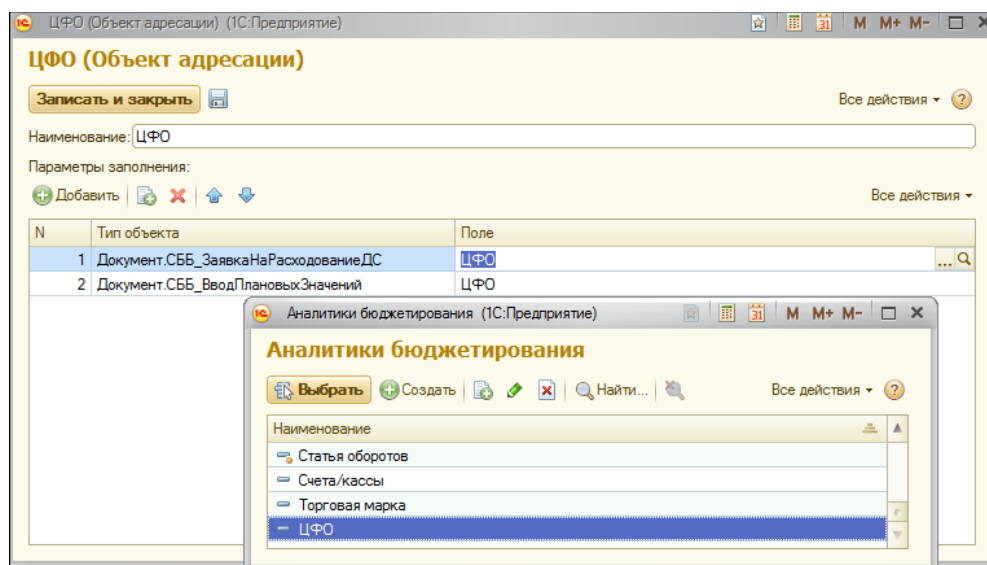 ЦФО (Объект адресации) (1С:Предприятие) 31 M M+ M-
ЦФО (Объект адресации)
Записать и закрыть Все действия
Наименование: ЦФО
Параметры заполнения:
Добавить Все действия
N Тип объекта Поле
1 Документ.СББ_ЗаявкаНаРасходованиеДС ЦФО ...
2 Документ.СББ_ВводПлановыхЗначений ЦФО
Аналитики бюджетирования (1С:Предприятие) 31 M M+ M-
Аналитики бюджетирования
Выбрать Создать Найти... Все действия ?
Наименование
Статья оборотов
Счета/кассы
Торговая марка
ЦФО